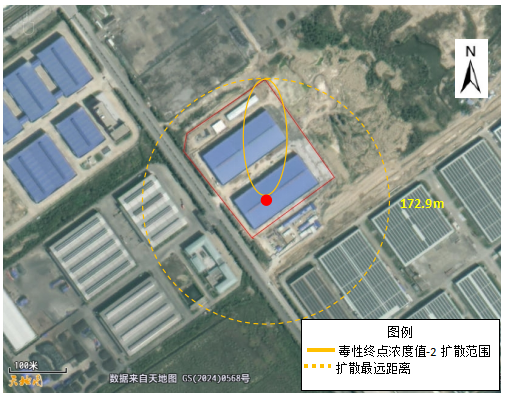 N
172.9m
图例
毒性终点浓度值-2 扩散范围
扩散最远距离
100米
天地图
数据来自天地图 GS(2024)0568号